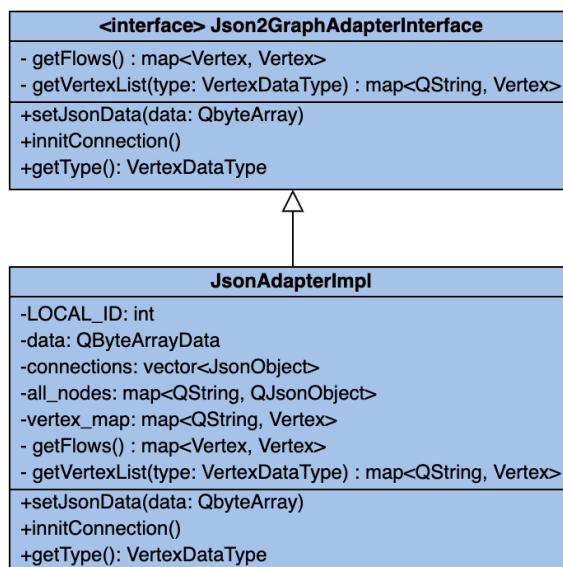 <interface> Json2GraphAdapterInterface
- getFlows() : map<Vertex, Vertex>
- getVertexList(type: VertexDataType) : map<QString, Vertex>
+setJsonData(data: QbyteArray)
+innitConnection()
+getType(): VertexDataType
JsonAdapterImpl
-LOCAL_ID: int
-data: QByteArrayData
-connections: vector<JsonObject>
-all_nodes: map<QString, QJsonObject>
-vertex_map: map<QString, Vertex>
- getFlows() : map<Vertex, Vertex>
- getVertexList(type: VertexDataType) : map<QString, Vertex>
+setJsonData(data: QbyteArray)
+innitConnection()
+getType(): VertexDataType